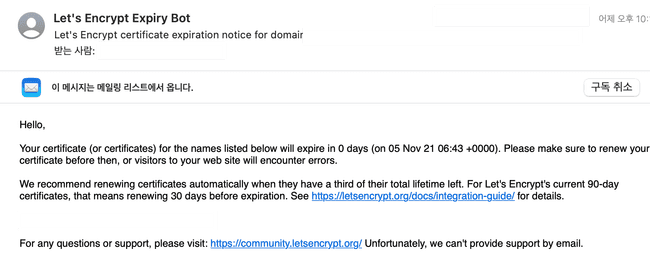 Let's Encrypt Expiry Bot
어제 오후 10:
Let's Encrypt certificate expiration notice for domair
받는 사람:
이 메시지는 메일링 리스트에서 옵니다.
구독 취소
Hello,
Your certificate (or certificates) for the names listed below will expire in 0 days (on 05 Nov 21 06:43 +0000). Please make sure to renew your
certificate before then, or visitors to your web site will encounter errors.
We recommend renewing certificates automatically when they have a third of their total lifetime left. For Let's Encrypt's current 90-day
certificates, that means renewing 30 days before expiration. See https://letsencrypt.org/docs/integration-guide/ for details.
For any questions or support, please visit: https://community.letsencrypt.org/ Unfortunately, we can't provide support by email.